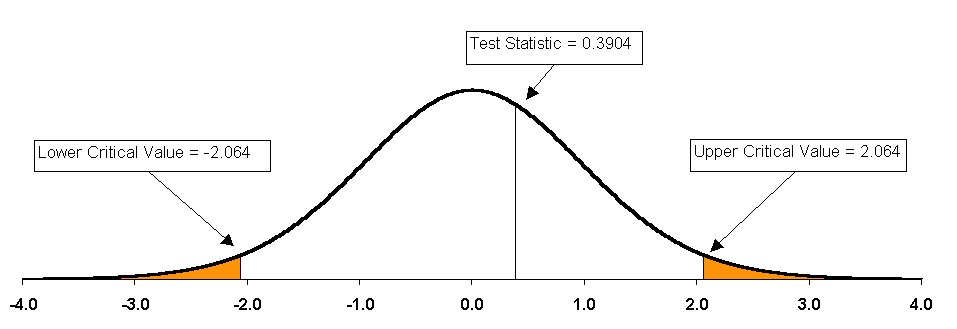 Test Statistic = 0.3904
Lower Critical Value = -2.064
Upper Critical Value = 2.064
-4.0 -3.0 -2.0 -1.0 0.0 1.0 2.0 3.0 4.0